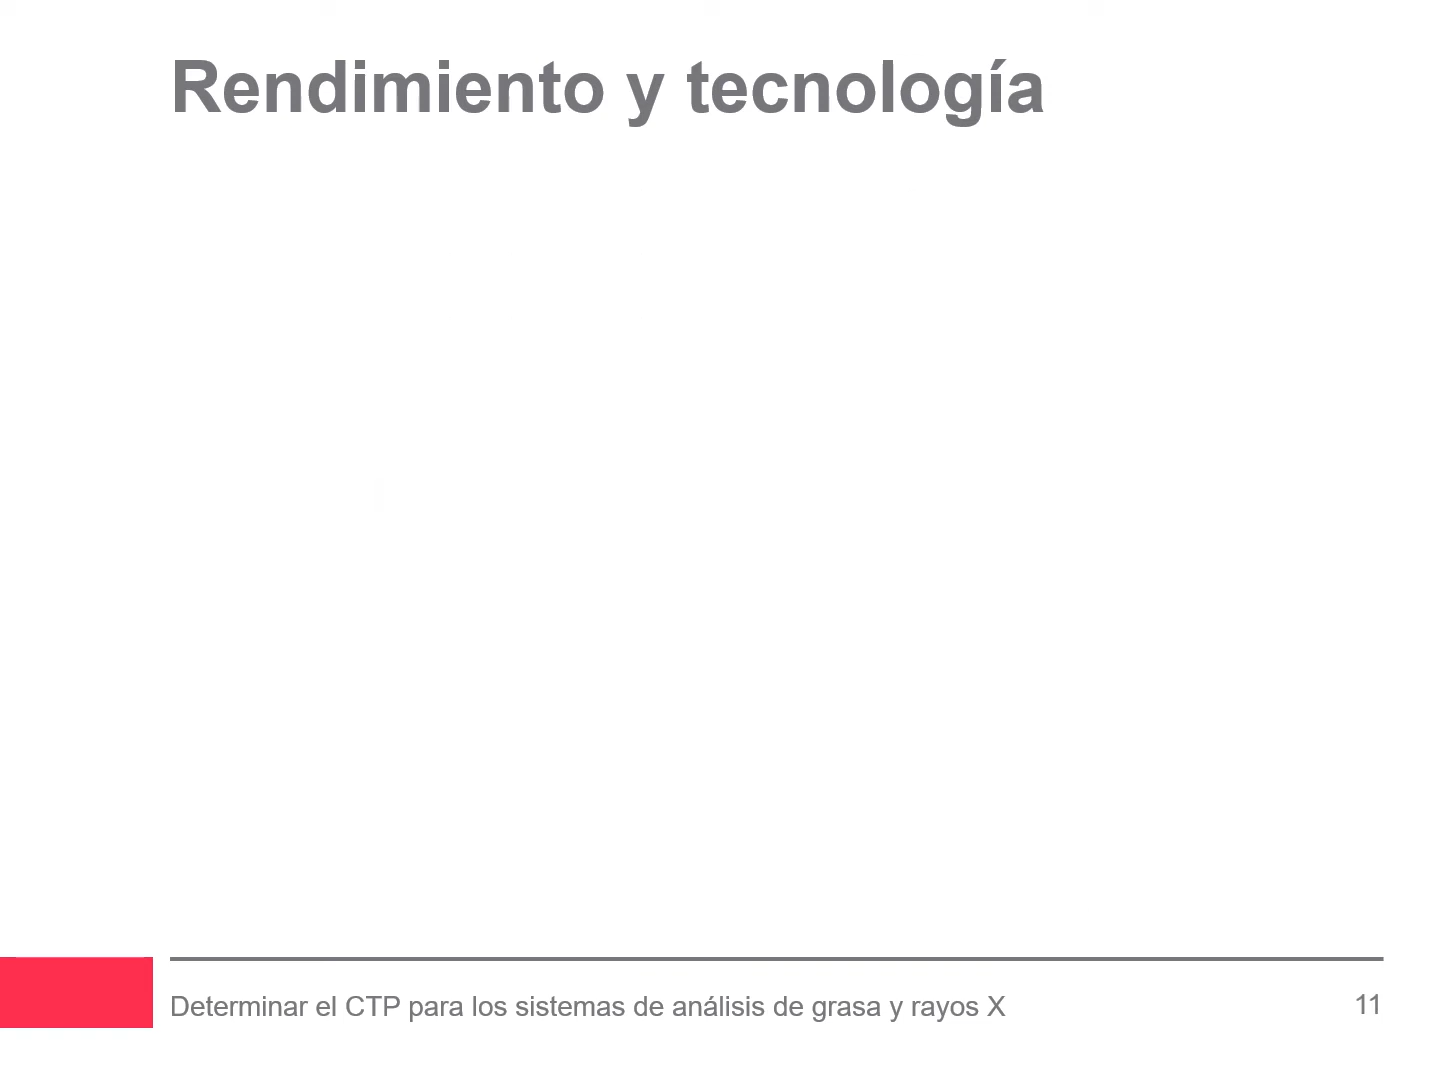 Rendimiento y tecnología
Determinar el CTP para los sistemas de análisis de grasa y rayos X
11